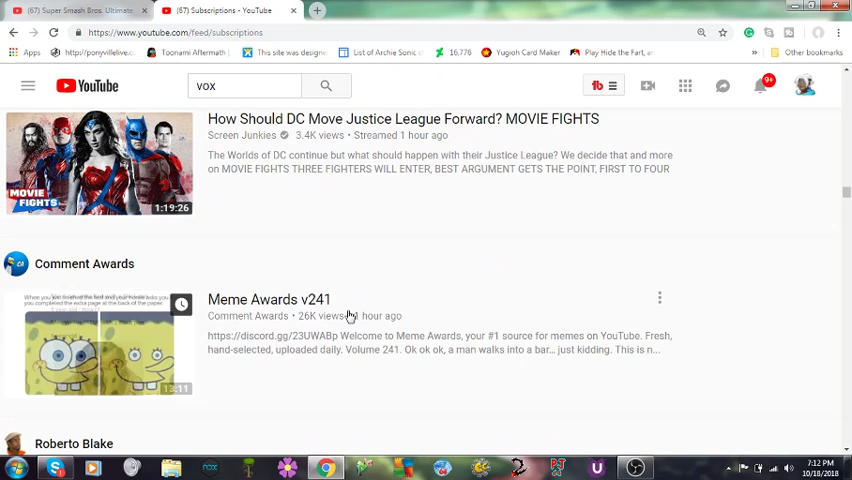 (67) Super Smash Bros. Ultimate
(67) Subscriptions - YouTube
https://www.youtube.com/feed/subscriptions
Apps
http://ponyvillelive.c
Toonami Aftermath
This site was designe
List of Archie Sonic c
16,776
Yugioh Card Maker
Play Hide the Fart, an
Other bookmarks
YouTube
vox
tb
9+
How Should DC Move Justice League Forward? MOVIE FIGHTS
Screen Junkies 3.4K views • Streamed 1 hour ago
The Worlds of DC continue but what should happen with their Justice League? We decide that and more
on MOVIE FIGHTS THREE FIGHTERS WILL ENTER, BEST ARGUMENT GETS THE POINT, FIRST TO FOUR
MOVIE
FIGHTS
1:19:26
Comment Awards
Meme Awards v241
Comment Awards • 26K views 1 hour ago
https://discord.gg/23UWABp Welcome to Meme Awards, your #1 source for memes on YouTube. Fresh,
hand-selected, uploaded daily. Volume 241. Ok ok ok, a man walks into a bar... just kidding. This is n...
13:11
Roberto Blake
7:12 PM
10/18/2018